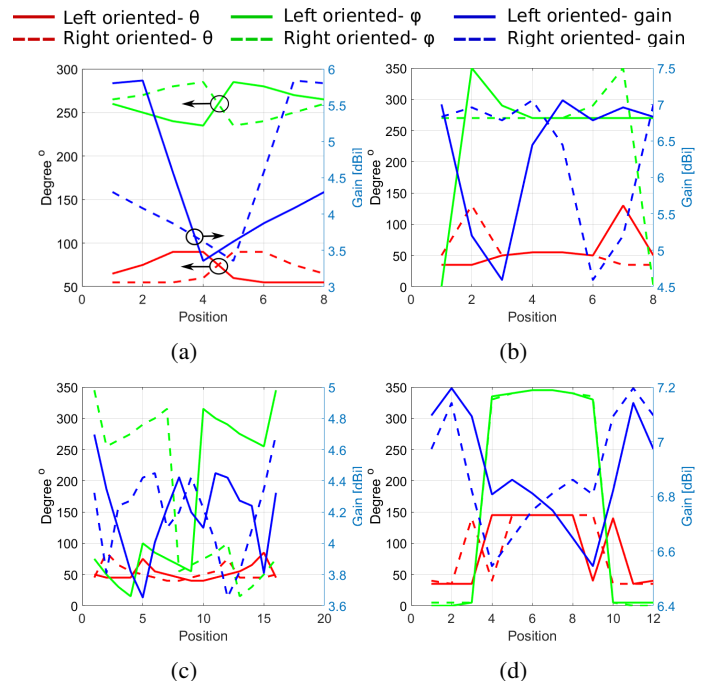 Left oriented- θ Left oriented- φ Left oriented- gain
Right oriented- θ Right oriented- φ Right oriented- gain
300 6 350 7.5
5.5 300 7
250 250 6.5
5
200 200 6
4.5
150 150 5.5
4 100
100 5
3.5 50
50 3 0 4.5
0 2 4 6 8 0 2 4 6 8
Degree o Gain [dBi] Degree o Gain [dBi]
Position Position
(a) (b)
350 5 350 7.2
300 4.8 300
250 4.6 250 7
200 4.4 200
4.2 6.8
150 150
4
100 100 6.6
50 3.8 50
0 3.6 0 6.4
0 5 10 15 20 0 2 4 6 8 10 12
Degree o Gain [dBi] Degree o Gain [dBi]
Position Position
(c) (d)